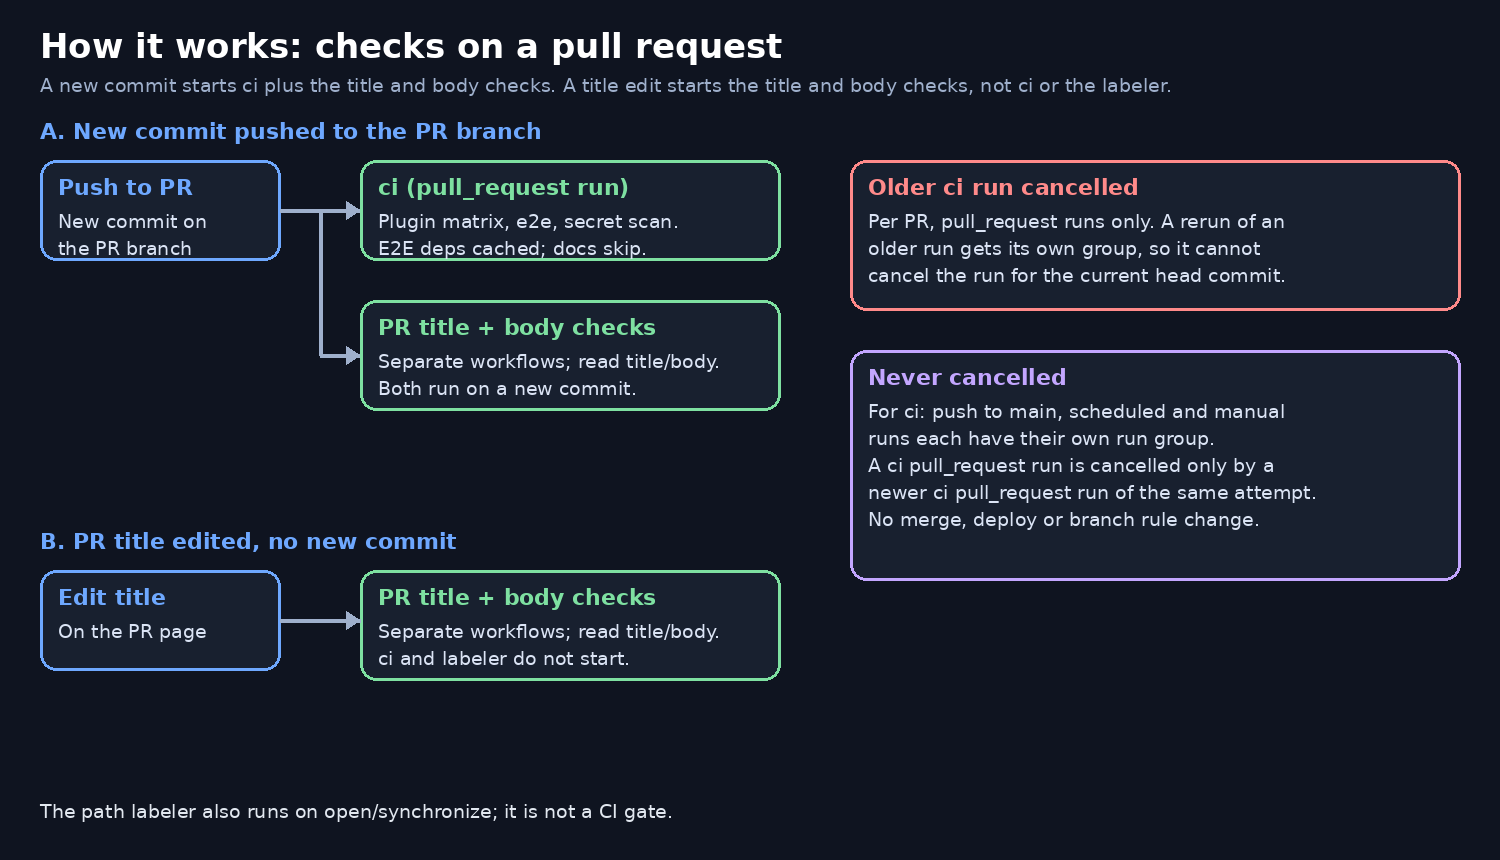 How it works: checks on a pull request
A new commit starts ci plus the title and body checks. A title edit starts the title and body checks, not ci or the labeler.
A. New commit pushed to the PR branch
Push to PR
New commit on
the PR branch
ci (pull_request run)
Plugin matrix, e2e, secret scan.
E2E deps cached; docs skip.
PR title + body checks
Separate workflows; read title/body.
Both run on a new commit.
Older ci run cancelled
Per PR, pull_request runs only. A rerun of an
older run gets its own group, so it cannot
cancel the run for the current head commit.
Never cancelled
For ci: push to main, scheduled and manual
runs each have their own run group.
A ci pull_request run is cancelled only by a
newer ci pull_request run of the same attempt.
No merge, deploy or branch rule change.
B. PR title edited, no new commit
Edit title
On the PR page
PR title + body checks
Separate workflows; read title/body.
ci and labeler do not start.
The path labeler also runs on open/synchronize; it is not a CI gate.